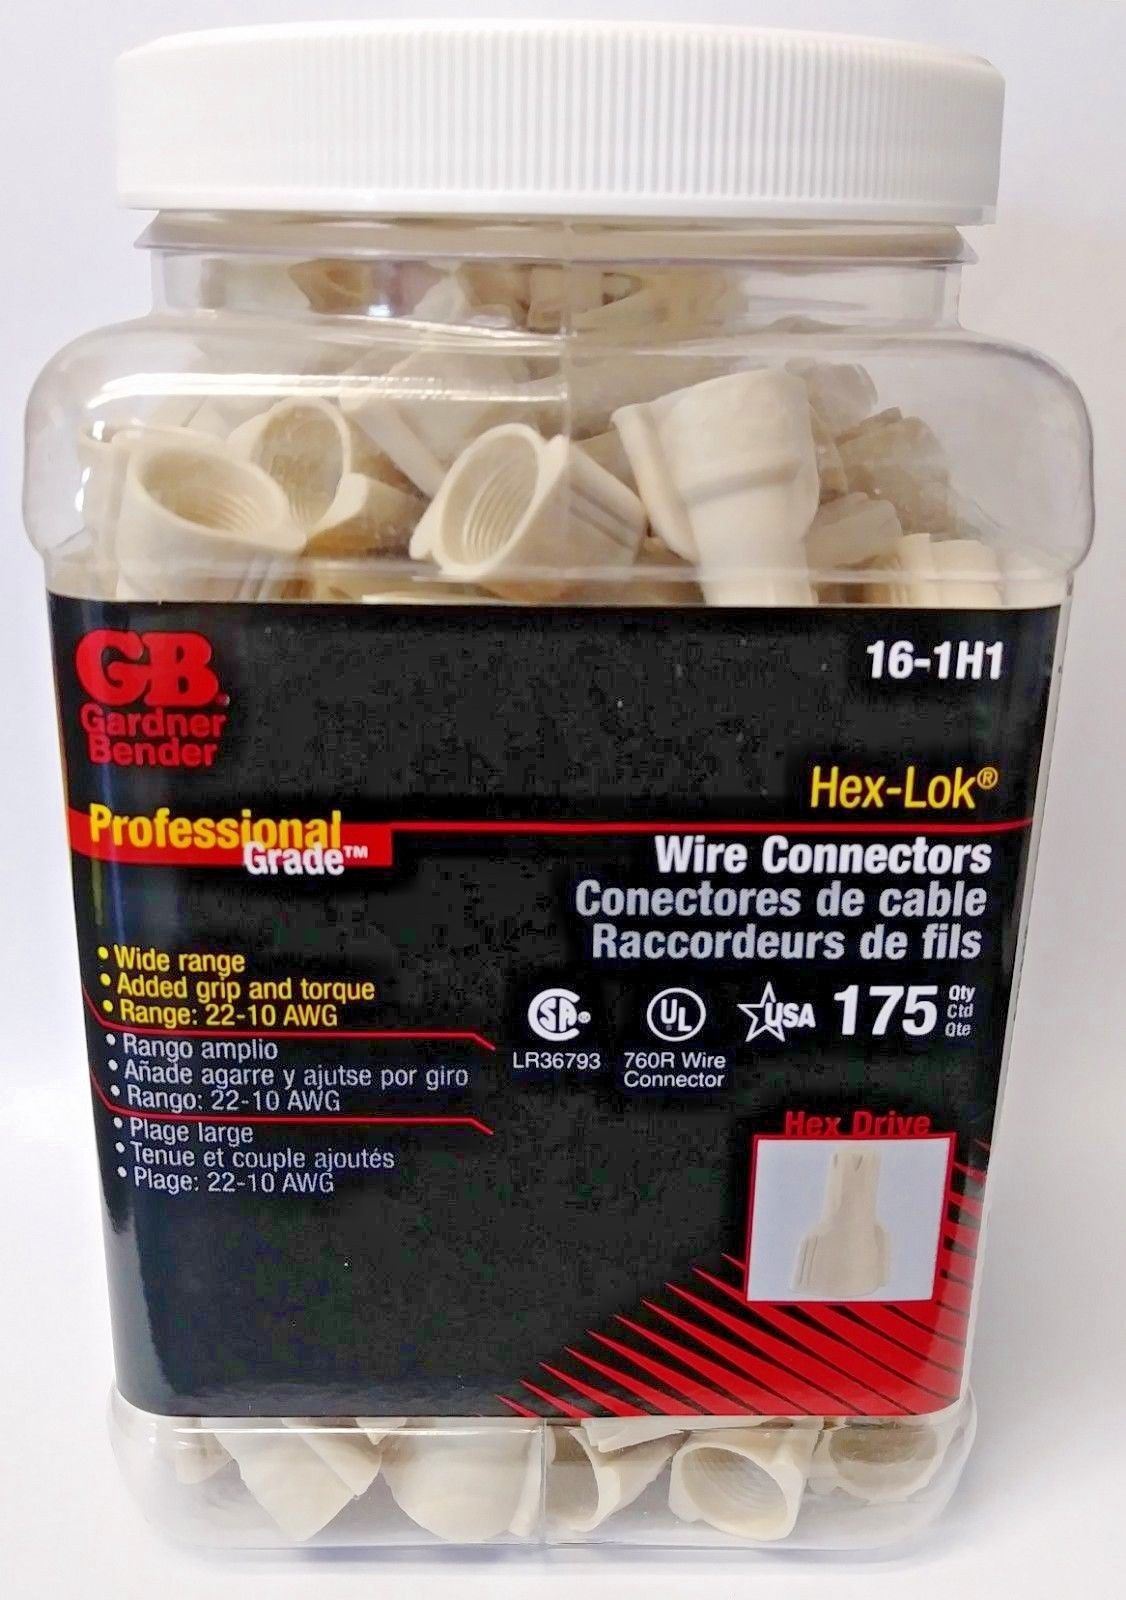 GB
Gardner
Bender
16-1H1
Hex-Lok®
Professional
Grade™
Wire Connectors
Conectores de cable
Raccordeurs de fils
• Wide range
• Added grip and torque
• Range: 22-10 AWG
• Rango amplio
• Añade agarre y ajutse por giro
• Rango: 22-10 AWG
• Plage large
• Tenue et couple ajoutés
• Plage: 22-10 AWG
SA
LR36793
UL
760R Wire
Connector
USA
175
Qty
Ctd
Qte
Hex Drive